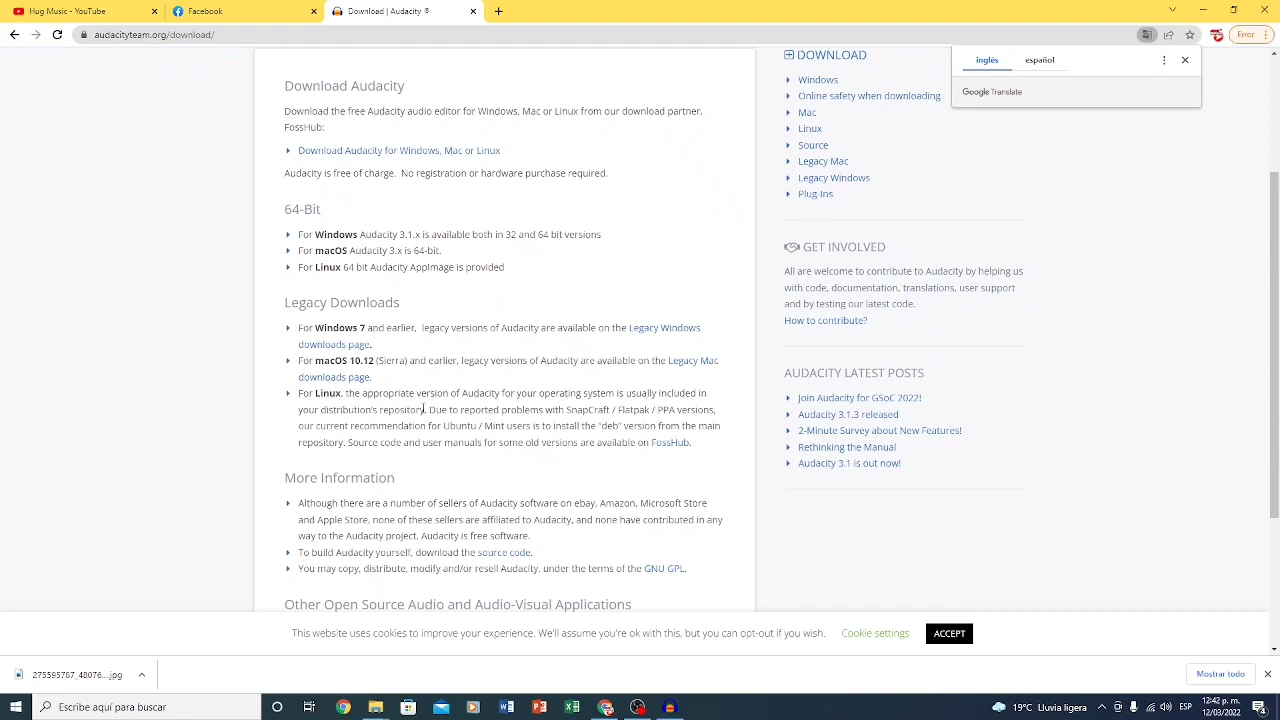 Hug Music - YouTube
Facebook
Download | Audacity ®
audacityteam.org/download/
Error
inglés español
Google Translate
Download Audacity
Download the free Audacity audio editor for Windows, Mac or Linux from our download partner,
FossHub:
Download Audacity for Windows, Mac or Linux
Audacity is free of charge. No registration or hardware purchase required.
64-Bit
For Windows Audacity 3.1.x is available both in 32 and 64 bit versions
For macOS Audacity 3.x is 64-bit.
For Linux 64 bit Audacity AppImage is provided
Legacy Downloads
For Windows 7 and earlier, legacy versions of Audacity are available on the Legacy Windows
downloads page.
For macOS 10.12 (Sierra) and earlier, legacy versions of Audacity are available on the Legacy Mac
downloads page.
For Linux, the appropriate version of Audacity for your operating system is usually included in
your distribution's repository. Due to reported problems with SnapCraft / Flatpak / PPA versions,
our current recommendation for Ubuntu / Mint users is to install the “deb” version from the main
repository. Source code and user manuals for some old versions are available on FossHub.
More Information
Although there are a number of sellers of Audacity software on ebay, Amazon, Microsoft Store
and Apple Store, none of these sellers are affiliated to Audacity, and none have contributed in any
way to the Audacity project. Audacity is free software.
To build Audacity yourself, download the source code.
You may copy, distribute, modify and/or resell Audacity, under the terms of the GNU GPL.
Other Open Source Audio and Audio-Visual Applications
DOWNLOAD
Windows
Online safety when downloading
Mac
Linux
Source
Legacy Mac
Legacy Windows
Plug-Ins
GET INVOLVED
All are welcome to contribute to Audacity by helping us
with code, documentation, translations, user support
and by testing our latest code.
How to contribute?
AUDACITY LATEST POSTS
Join Audacity for GSoC 2022!
Audacity 3.1.3 released
2-Minute Survey about New Features!
Rethinking the Manual
Audacity 3.1 is out now!
This website uses cookies to improve your experience. We'll assume you're ok with this, but you can opt-out if you wish. Cookie settings ACCEPT
275595787_48076....jpg
Mostrar todo
Escribe aquí para buscar
19°C Lluvia ligera
ESP
12:42 p. m.
12/03/2022